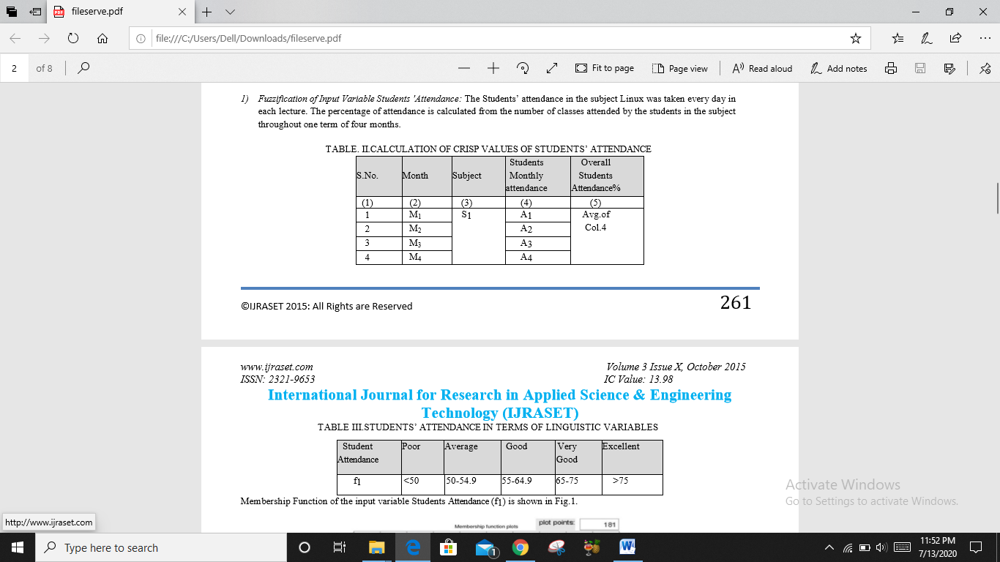 fileserve.pdf
file:///C:/Users/Dell/Downloads/fileserve.pdf
2 of 8 Fit to page Page view Read aloud Add notes
1) Fuzzification of Input Variable Students 'Attendance: The Students' attendance in the subject Linux was taken every day in
each lecture. The percentage of attendance is calculated from the number of classes attended by the students in the subject
throughout one term of four months.
TABLE. II.CALCULATION OF CRISP VALUES OF STUDENTS' ATTENDANCE
S.No. Month Subject Students Monthly attendance Overall Students Attendance%
(1) (2) (3) (4) (5)
1 M1 S1 A1 Avg.of
2 M2 A2 Col.4
3 M3 A3
4 M4 A4
©IJRASET 2015: All Rights are Reserved 261
www.ijraset.com Volume 3 Issue X, October 2015
ISSN: 2321-9653 IC Value: 13.98
International Journal for Research in Applied Science & Engineering
Technology (IJRASET)
TABLE III.STUDENTS' ATTENDANCE IN TERMS OF LINGUISTIC VARIABLES
Student Attendance Poor Average Good Very Good Excellent
f1 <50 50-54.9 55-64.9 65-75 >75
Membership Function of the input variable Students Attendance (f1) is shown in Fig.1.
Membership function plots plot points: 181
Activate Windows
Go to Settings to activate Windows.
http://www.ijraset.com
Type here to search
1
11:52 PM
7/13/2020